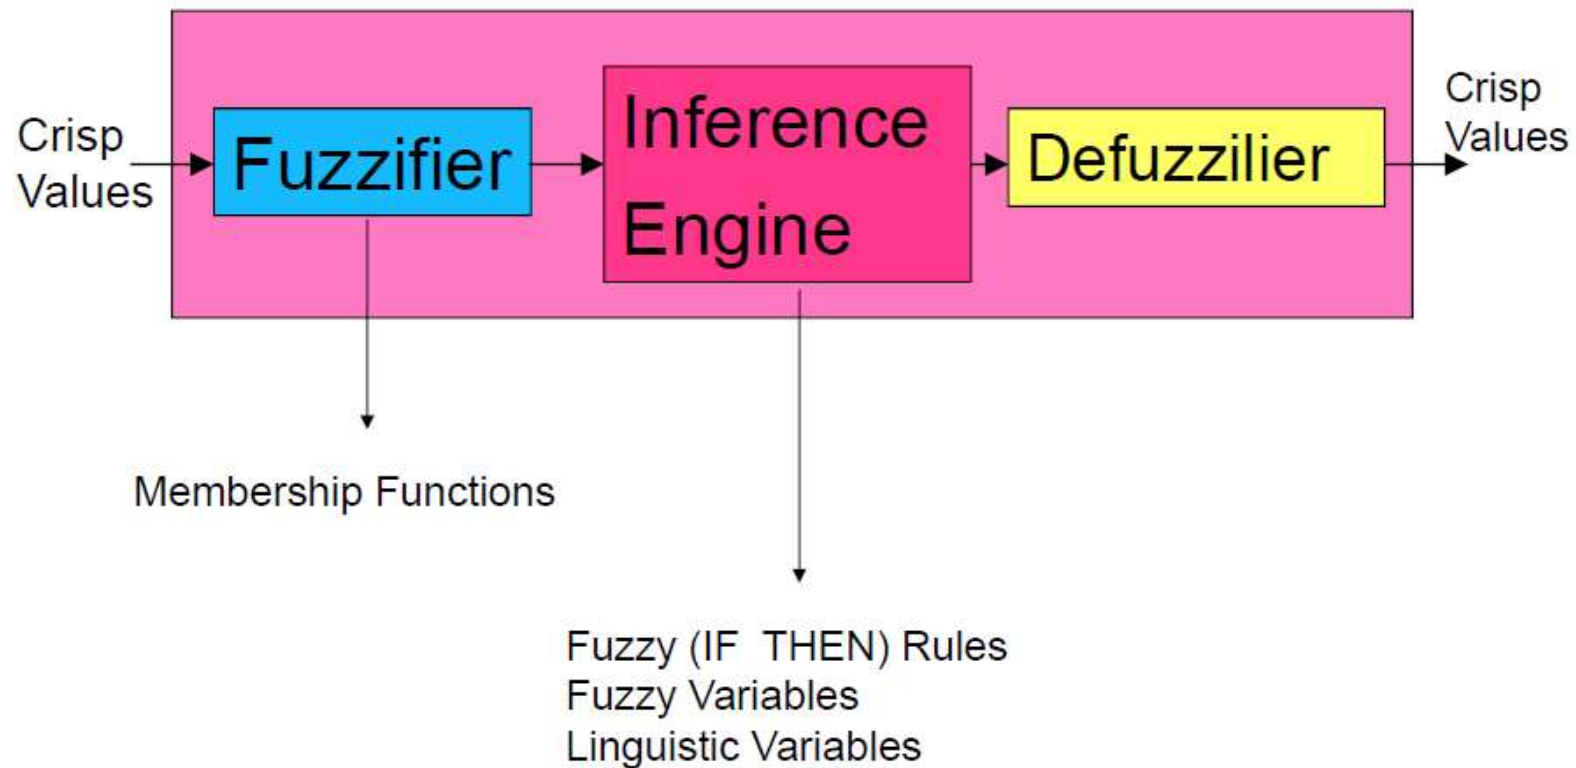 Crisp
Values
Fuzzifier
Inference
Engine
Defuzzilier
Crisp
Values
Membership Functions
Fuzzy (IF THEN) Rules
Fuzzy Variables
Linguistic Variables